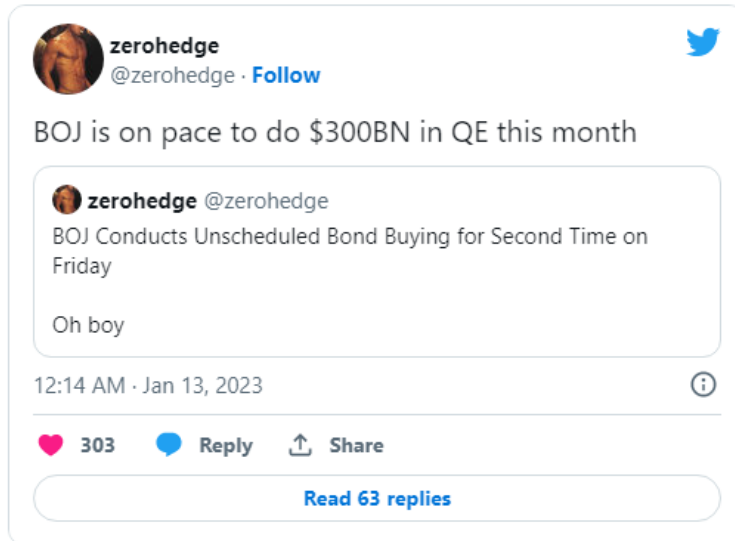 zerohedge
@zerohedge · Follow
BOJ is on pace to do $300BN in QE this month
zerohedge @zerohedge
BOJ Conducts Unscheduled Bond Buying for Second Time on
Friday
Oh boy
12:14 AM · Jan 13, 2023
303 Reply Share
Read 63 replies